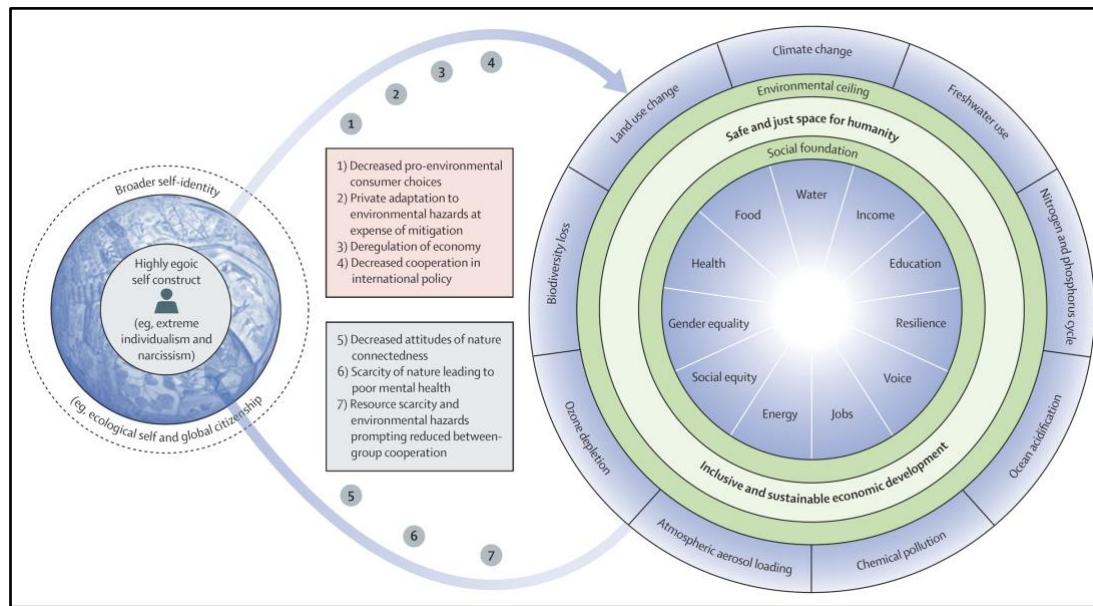 1
2
3
4
Broader self-identity
Highly egoic
self construct
(eg, extreme
individualism and
narcissism)
(eg, ecological self and global citizenship
1) Decreased pro-environmental
consumer choices
2) Private adaptation to
environmental hazards at
expense of mitigation
3) Deregulation of economy
4) Decreased cooperation in
international policy
5) Decreased attitudes of nature
connectedness
6) Scarcity of nature leading to
poor mental health
7) Resource scarcity and
environmental hazards
prompting reduced between-
group cooperation
5
6
7
Climate change
Freshwater use
Nitrogen and phosphorus cycle
Ocean acidification
Chemical pollution
Atmospheric aerosol loading
Ozone depletion
Biodiversity loss
Land use change
Environmental ceiling
Safe and just space for humanity
Social foundation
Water
Income
Education
Resilience
Voice
Jobs
Energy
Social equity
Gender equality
Health
Food
Inclusive and sustainable economic development